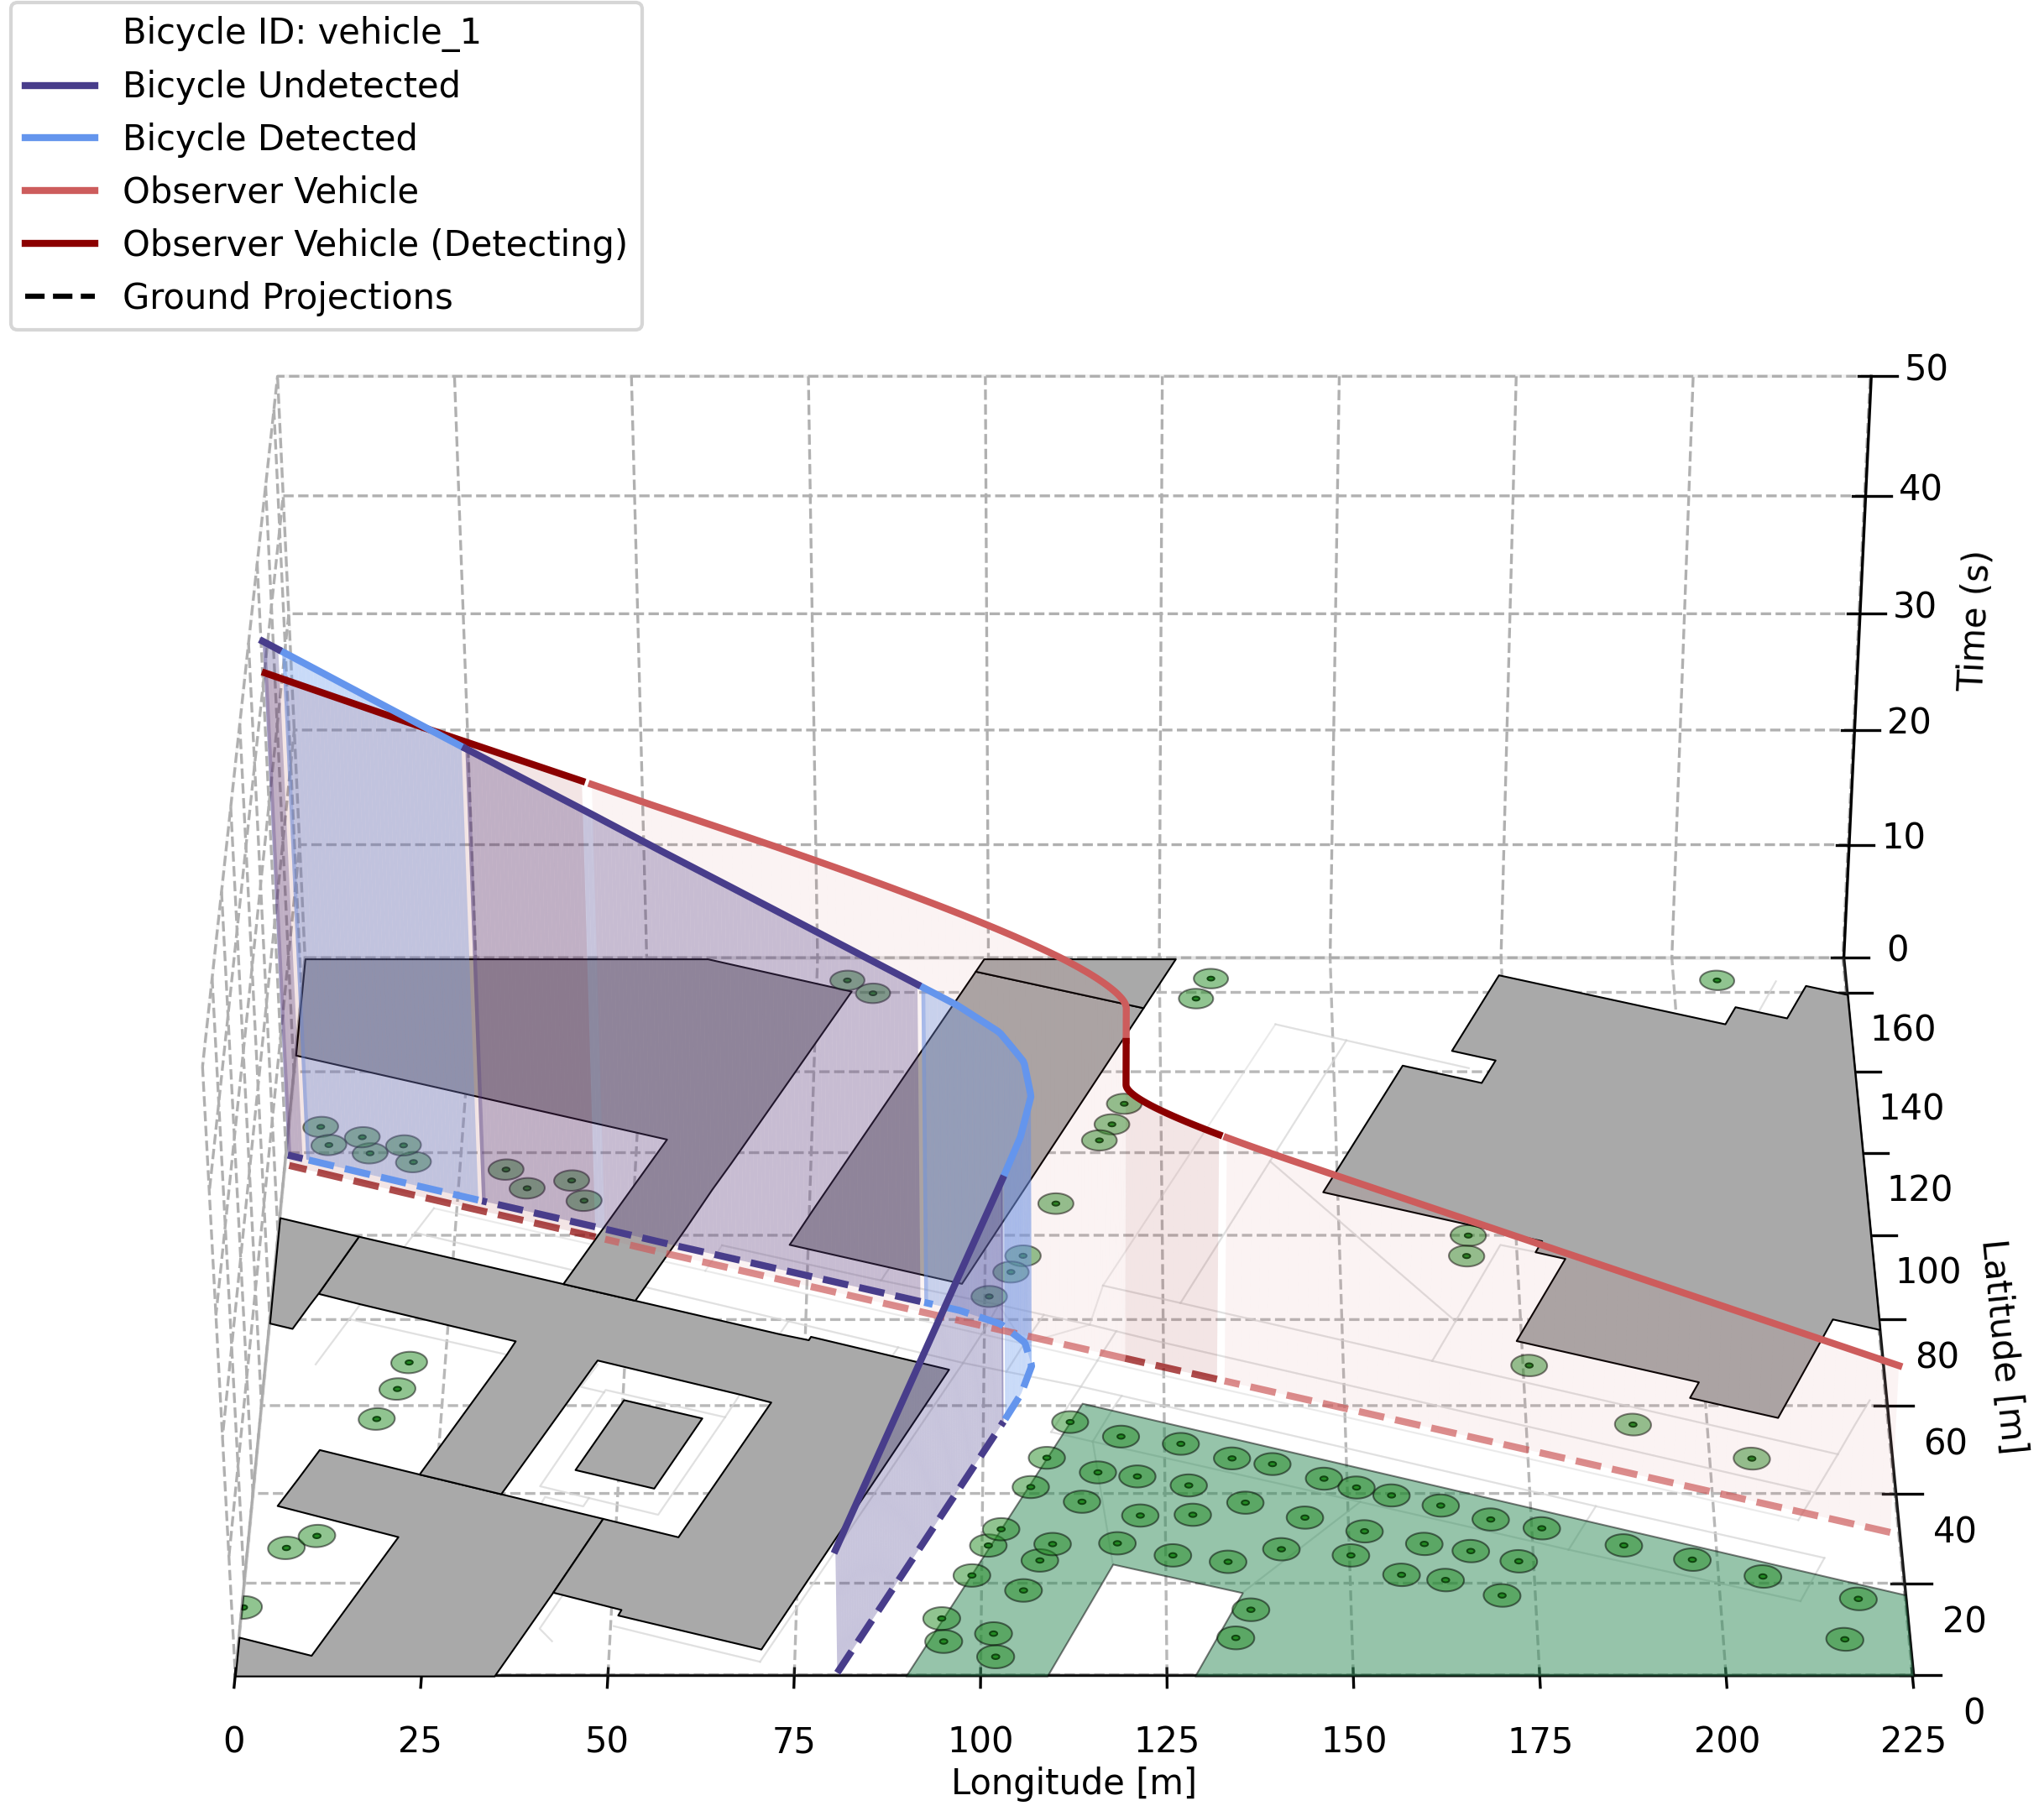 Bicycle ID: vehicle_1
Bicycle Undetected
Bicycle Detected
Observer Vehicle
Observer Vehicle (Detecting)
Ground Projections
50
40
30
20
10
0
Time (s)
160
140
120
100
80
60
40
20
0
Latitude [m]
0 25 50 75 100 125 150 175 200 225
Longitude [m]